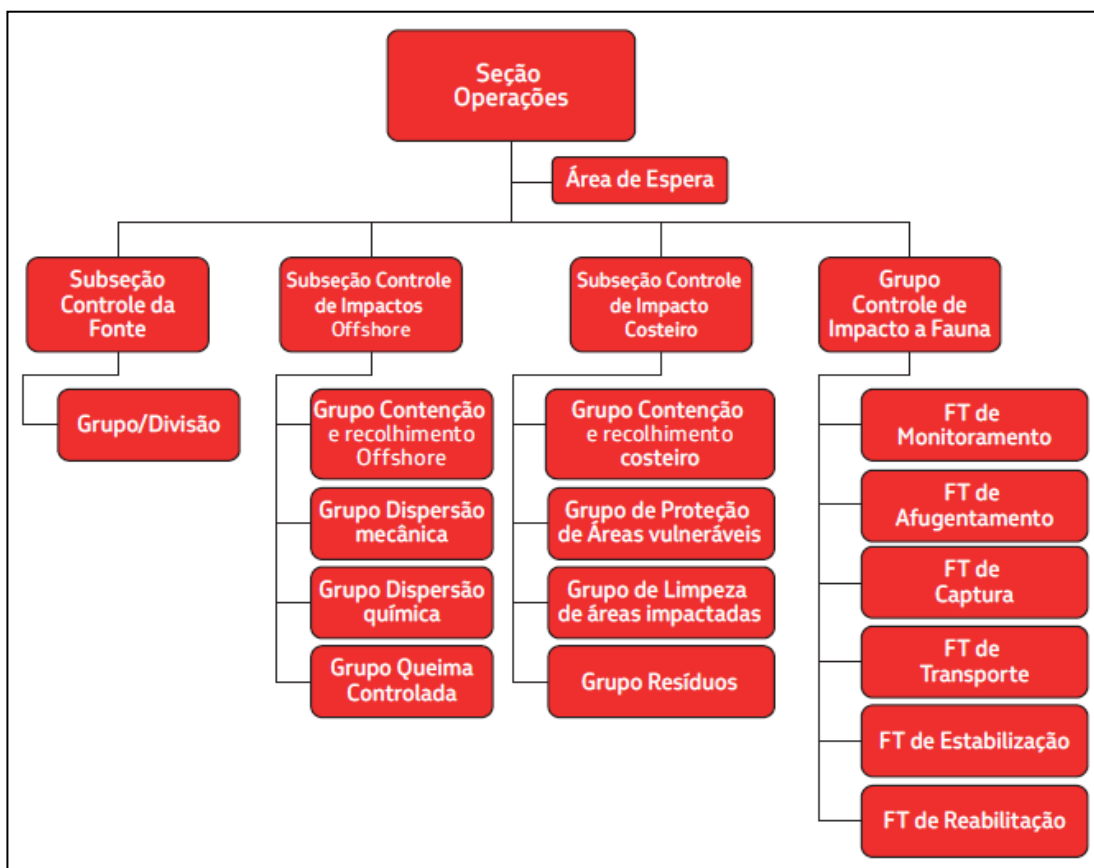 Seção
Operações
Área de Espera
Subseção
Controle da
Fonte
Grupo/Divisão
Subseção Controle
de Impactos
Offshore
Grupo Contenção
e recolhimento
Offshore
Grupo Dispersão
mecânica
Grupo Dispersão
química
Grupo Queima
Controlada
Subseção Controle
de Impacto
Costeiro
Grupo Contenção
e recolhimento
costeiro
Grupo de Proteção
de Áreas vulneráveis
Grupo de Limpeza
de áreas impactadas
Grupo Resíduos
Grupo
Controle de
Impacto a Fauna
FT de
Monitoramento
FT de
Afugentamento
FT de
Captura
FT de
Transporte
FT de Estabilização
FT de Reabilitação